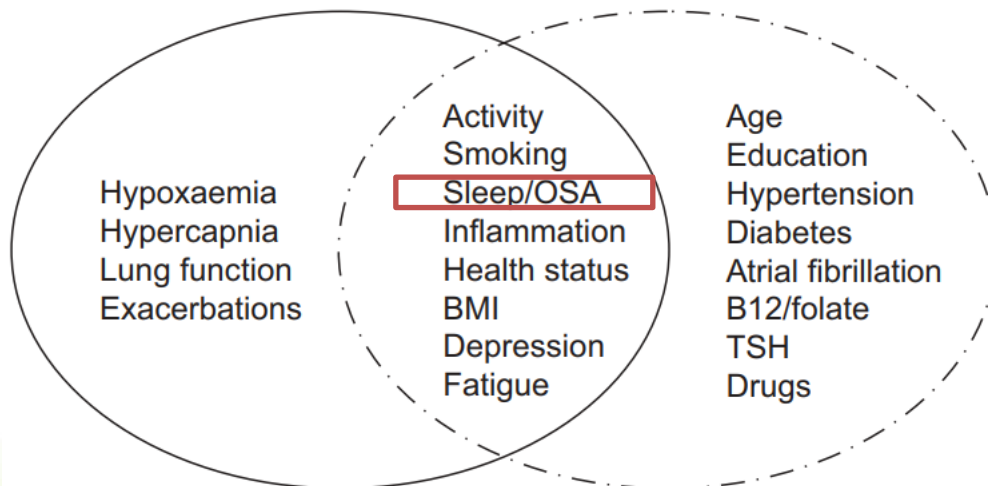 Hypoxaemia
Hypercapnia
Lung function
Exacerbations
Activity
Smoking
Sleep/OSA
Inflammation
Health status
BMI
Depression
Fatigue
Age
Education
Hypertension
Diabetes
Atrial fibrillation
B12/folate
TSH
Drugs